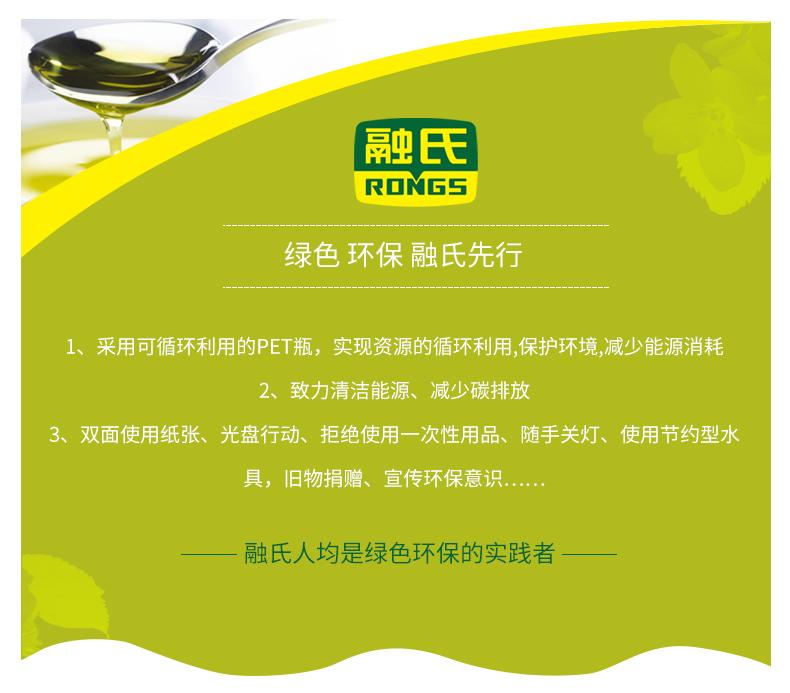 融氏
RONGS
绿色 环保 融氏先行
1、采用可循环利用的PET瓶，实现资源的循环利用,保护环境,减少能源消耗
2、致力清洁能源、减少碳排放
3、双面使用纸张、光盘行动、拒绝使用一次性用品、随手关灯、使用节约型水
具，旧物捐赠、宣传环保意识……
融氏人均是绿色环保的实践者